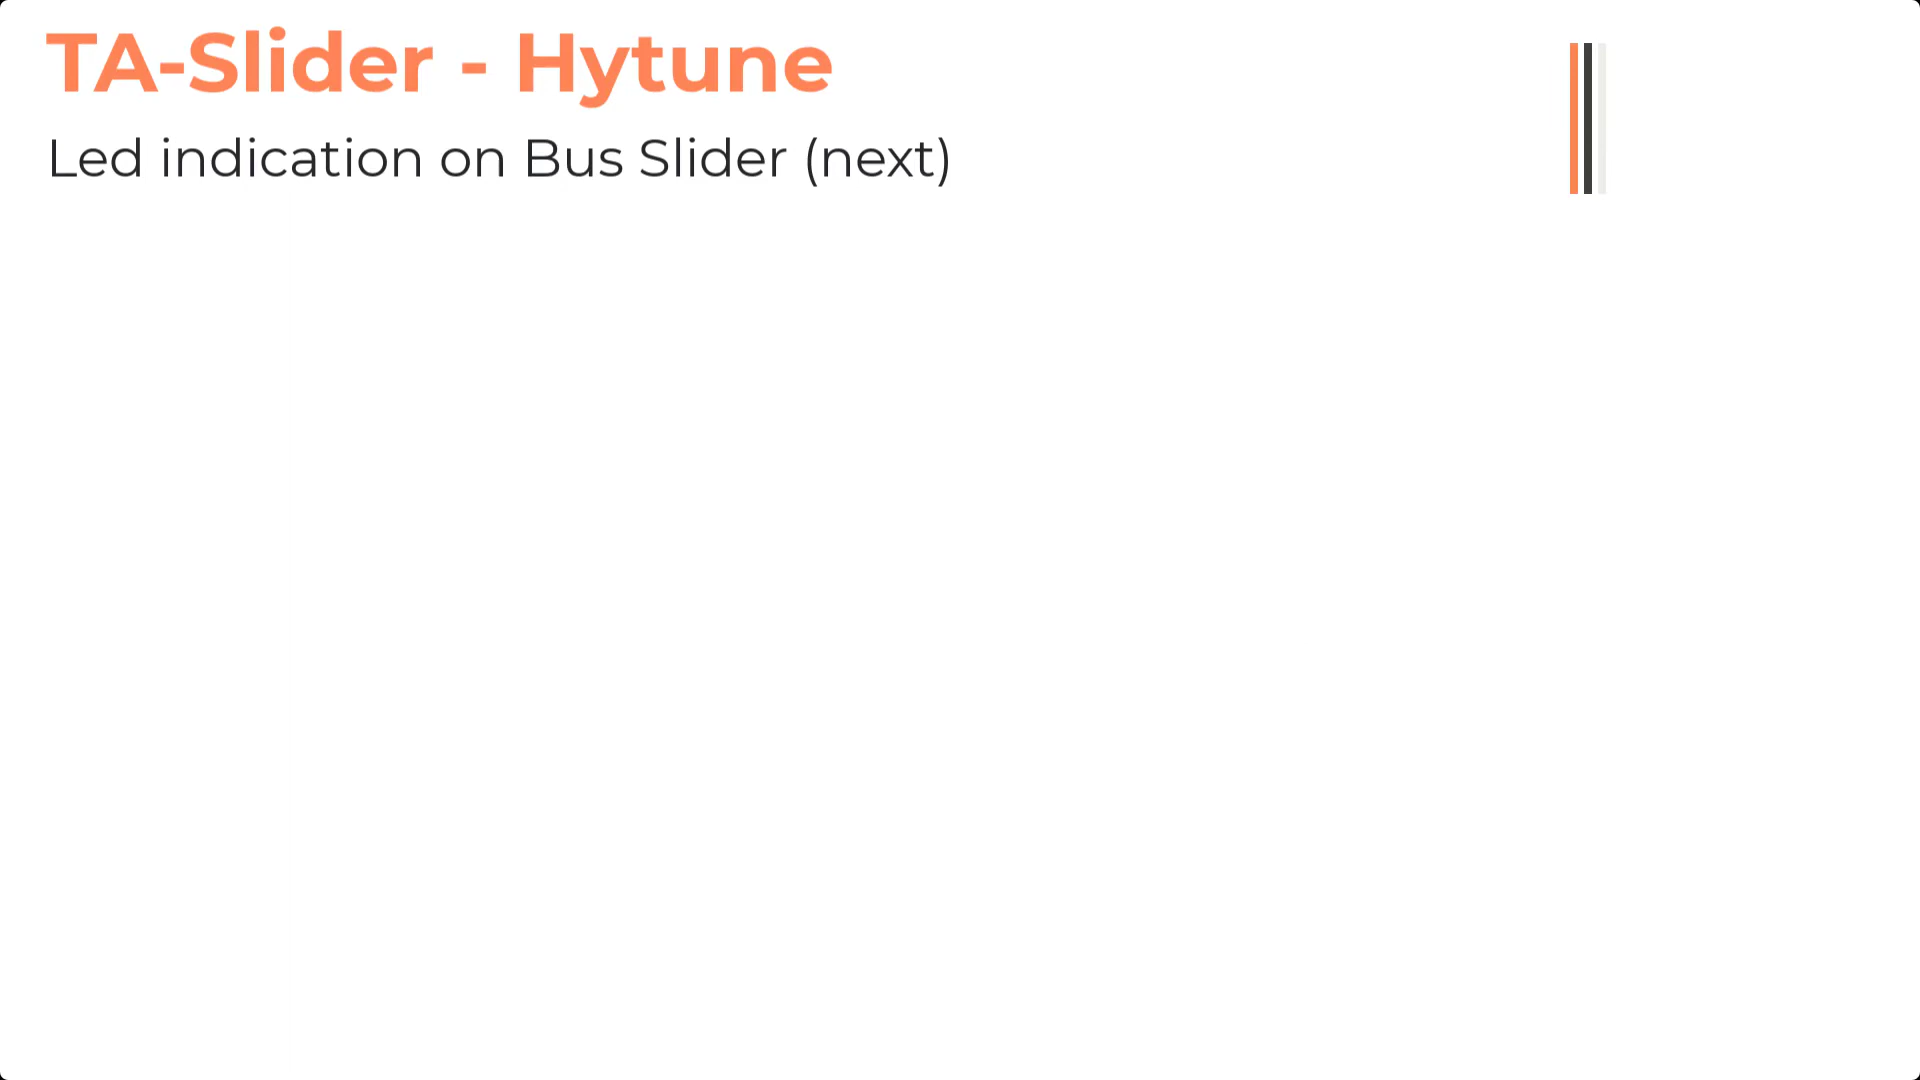 TA-Slider - Hytune
Led indication on Bus Slider (next)